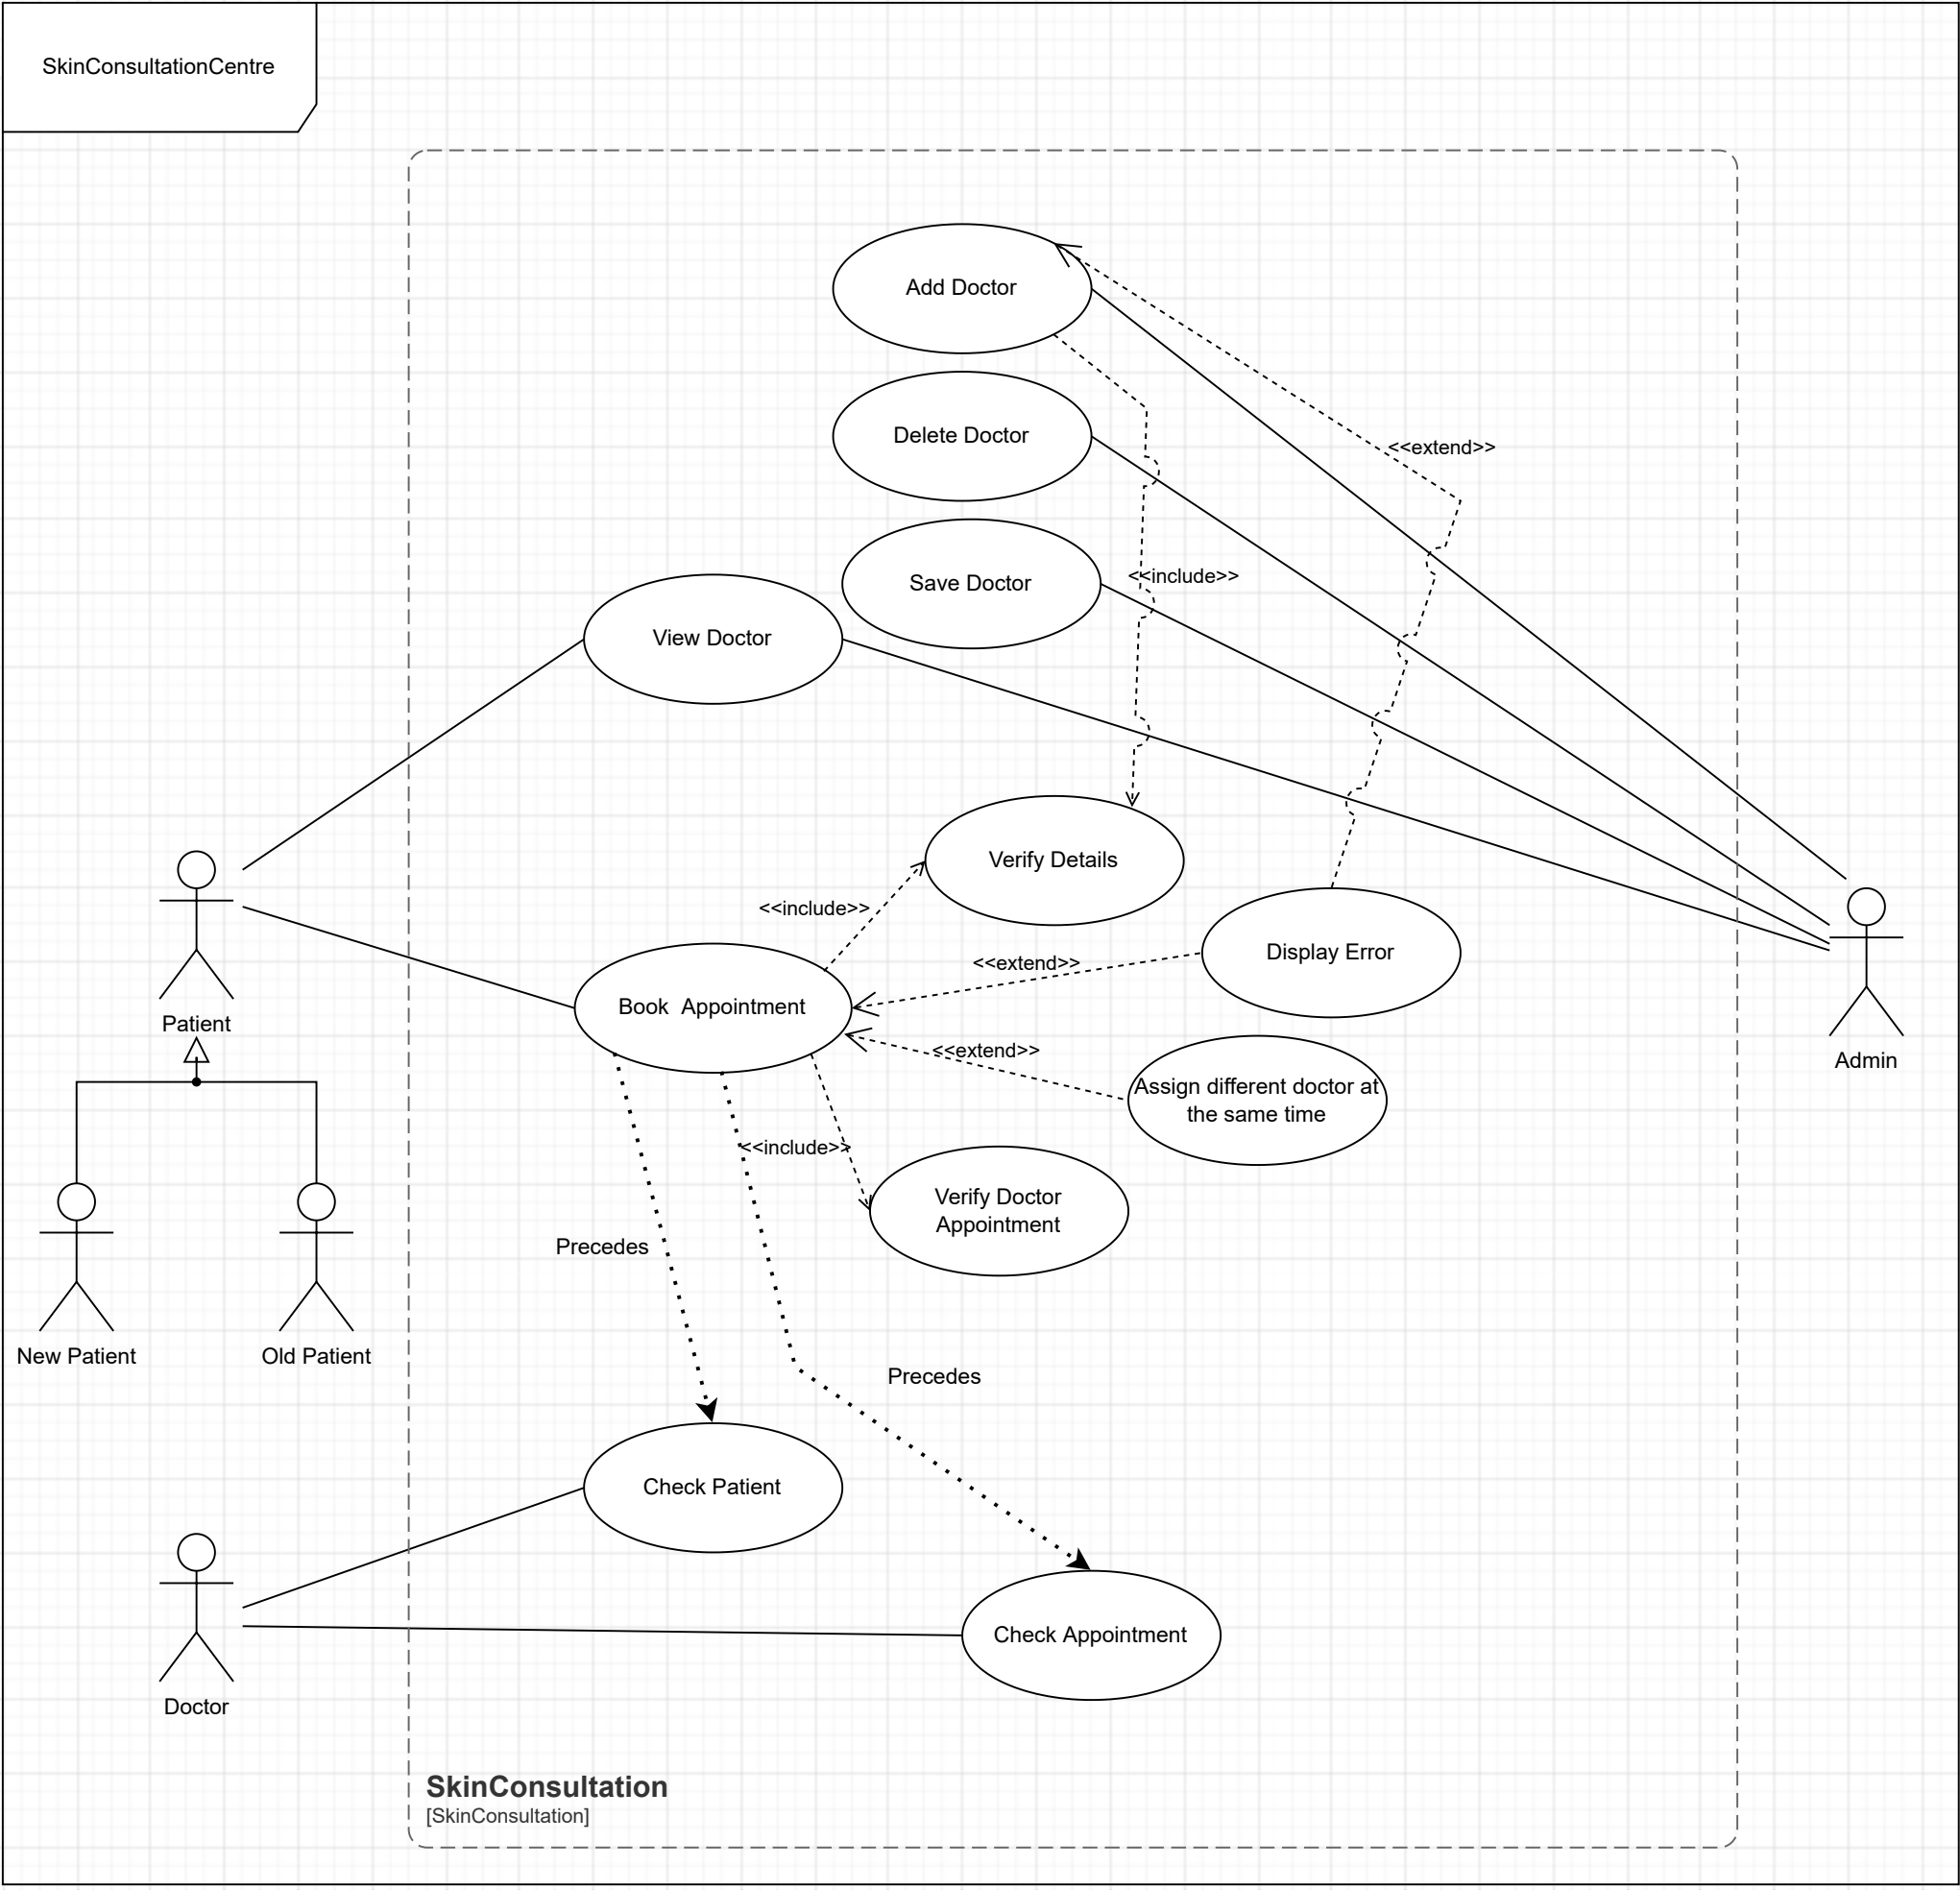 SkinConsultationCentre
Add Doctor
Delete Doctor
<<extend>>
Save Doctor
<<include>>
View Doctor
Verify Details
<<include>>
Display Error
<<extend>>
Book  Appointment
Patient
<<extend>>
Admin
Assign different doctor at
the same time
<<include>>
Verify Doctor
Appointment
Precedes
New Patient
Old Patient
Precedes
Check Patient
Check Appointment
Doctor
SkinConsultation
[SkinConsultation]